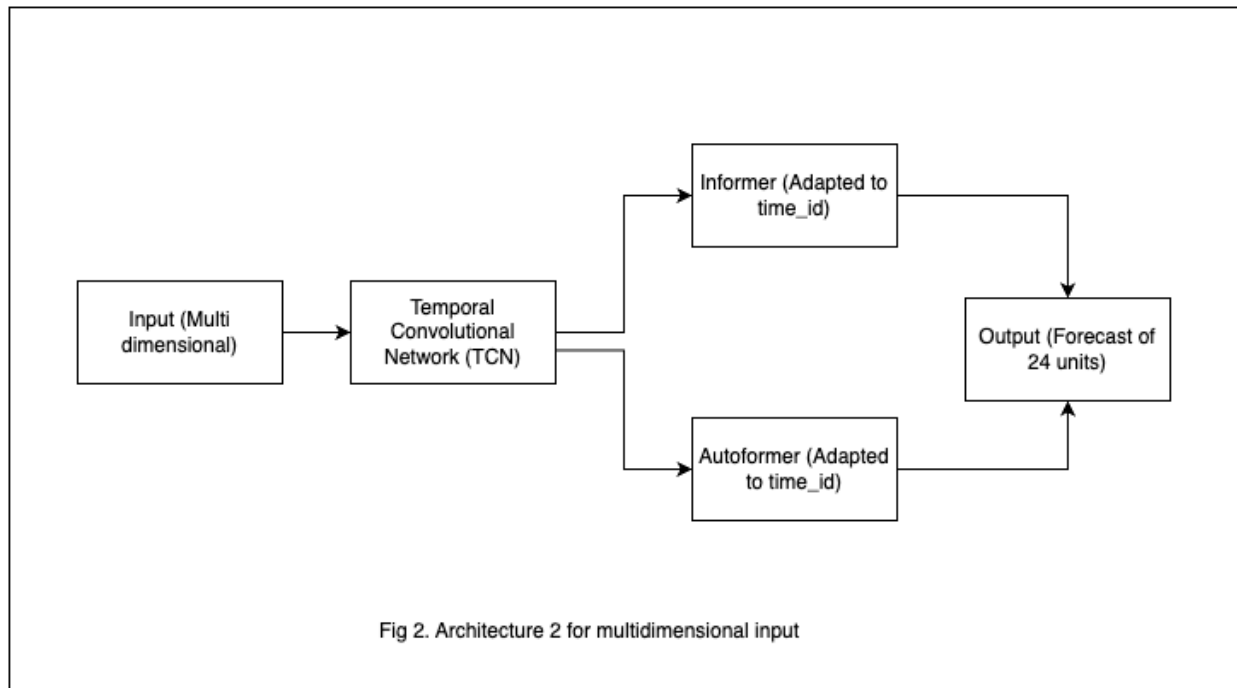 Informer (Adapted to
time_id)
Input (Multi
dimensional)
Temporal
Convolutional
Network (TCN)
Output (Forecast of
24 units)
Autoformer (Adapted
to time_id)
Fig 2. Architecture 2 for multidimensional input